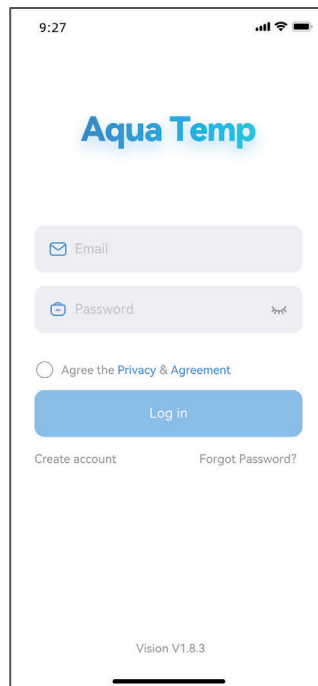 9:27
Aqua Temp
Email
Password
Agree the Privacy & Agreement
Log in
Create account Forgot Password?
Vision V1.8.3